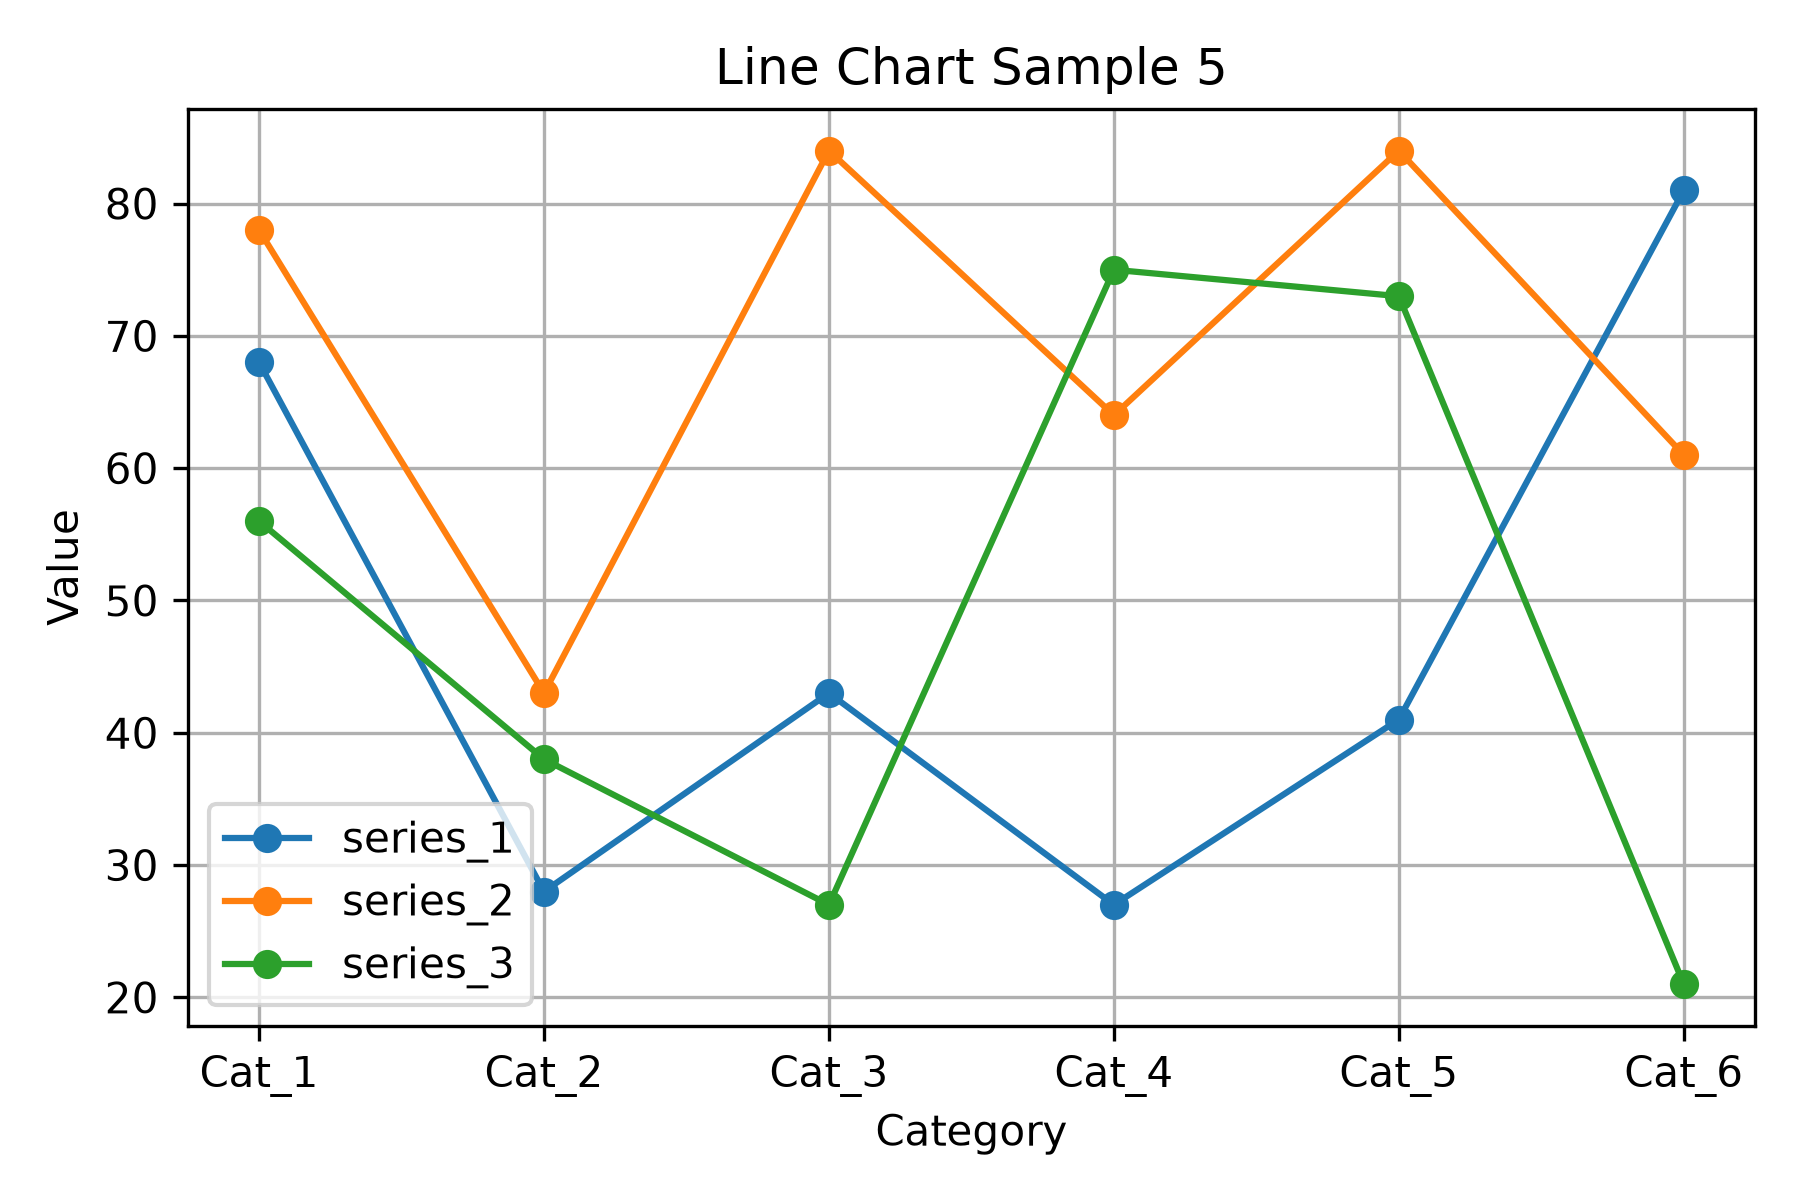 Line Chart Sample 5
Value
80
70
60
50
40
30
20
series_1
series_2
series_3
Cat_1 Cat_2 Cat_3 Cat_4 Cat_5 Cat_6
Category